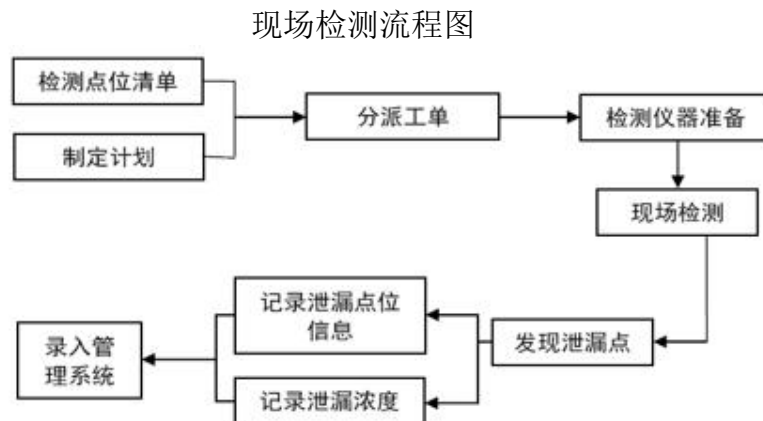 现场检测流程图
检测点位清单
制定计划
分派工单
检测仪器准备
现场检测
发现泄漏点
记录泄漏点位
信息
记录泄漏浓度
录入管
理系统